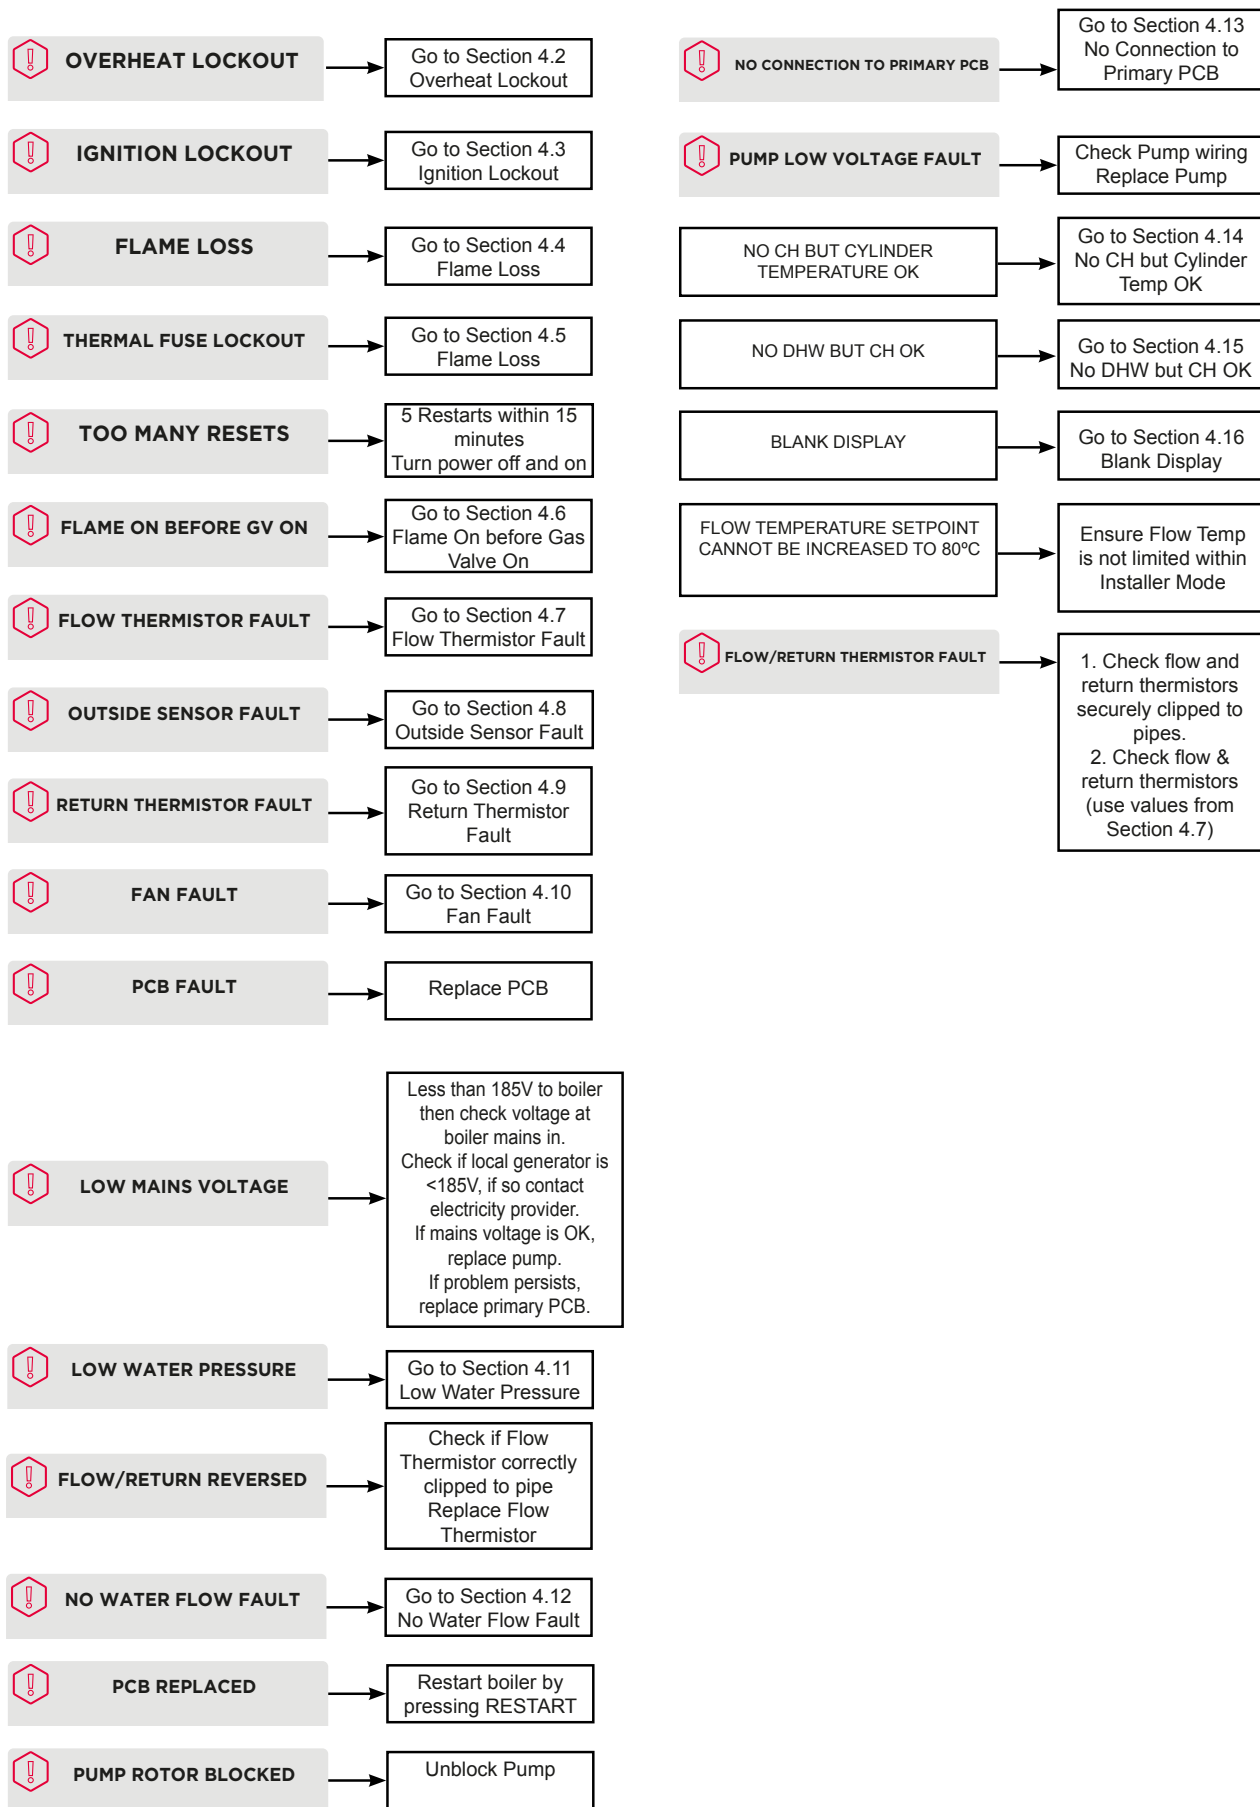 OVERHEAT LOCKOUT
Go to Section 4.2
Overheat Lockout
IGNITION LOCKOUT
Go to Section 4.3
Ignition Lockout
FLAME LOSS
Go to Section 4.4
Flame Loss
THERMAL FUSE LOCKOUT
Go to Section 4.5
Flame Loss
TOO MANY RESETS
5 Restarts within 15
minutes
Turn power off and on
FLAME ON BEFORE GV ON
Go to Section 4.6
Flame On before Gas
Valve On
FLOW THERMISTOR FAULT
Go to Section 4.7
Flow Thermistor Fault
OUTSIDE SENSOR FAULT
Go to Section 4.8
Outside Sensor Fault
RETURN THERMISTOR FAULT
Go to Section 4.9
Return Thermistor
Fault
FAN FAULT
Go to Section 4.10
Fan Fault
PCB FAULT
Replace PCB
LOW MAINS VOLTAGE
Less than 185V to boiler
then check voltage at
boiler mains in.
Check if local generator is
<185V, if so contact
electricity provider.
If mains voltage is OK,
replace pump.
If problem persists,
replace primary PCB.
LOW WATER PRESSURE
Go to Section 4.11
Low Water Pressure
FLOW/RETURN REVERSED
Check if Flow
Thermistor correctly
clipped to pipe
Replace Flow
Thermistor
NO WATER FLOW FAULT
Go to Section 4.12
No Water Flow Fault
PCB REPLACED
Restart boiler by
pressing RESTART
PUMP ROTOR BLOCKED
Unblock Pump
NO CONNECTION TO PRIMARY PCB
Go to Section 4.13
No Connection to
Primary PCB
PUMP LOW VOLTAGE FAULT
Check Pump wiring
Replace Pump
NO CH BUT CYLINDER
TEMPERATURE OK
Go to Section 4.14
No CH but Cylinder
Temp OK
NO DHW BUT CH OK
Go to Section 4.15
No DHW but CH OK
BLANK DISPLAY
Go to Section 4.16
Blank Display
FLOW TEMPERATURE SETPOINT
CANNOT BE INCREASED TO 80ºC
Ensure Flow Temp
is not limited within
Installer Mode
FLOW/RETURN THERMISTOR FAULT
1. Check flow and
return thermistors
securely clipped to
pipes.
2. Check flow &
return thermistors
(use values from
Section 4.7)